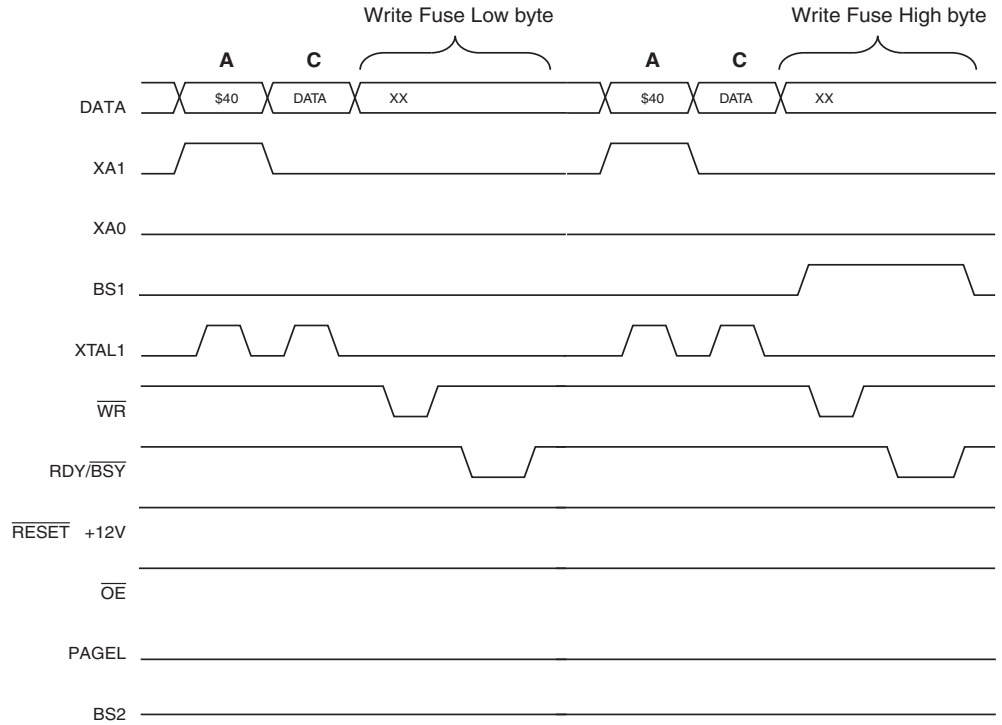 Write Fuse Low byte Write Fuse High byte
A C A C
DATA $40 DATA XX $40 DATA XX
XA1
XA0
BS1
XTAL1
WR
RDY/BSY
RESET +12V
OE
PAGEL
BS2